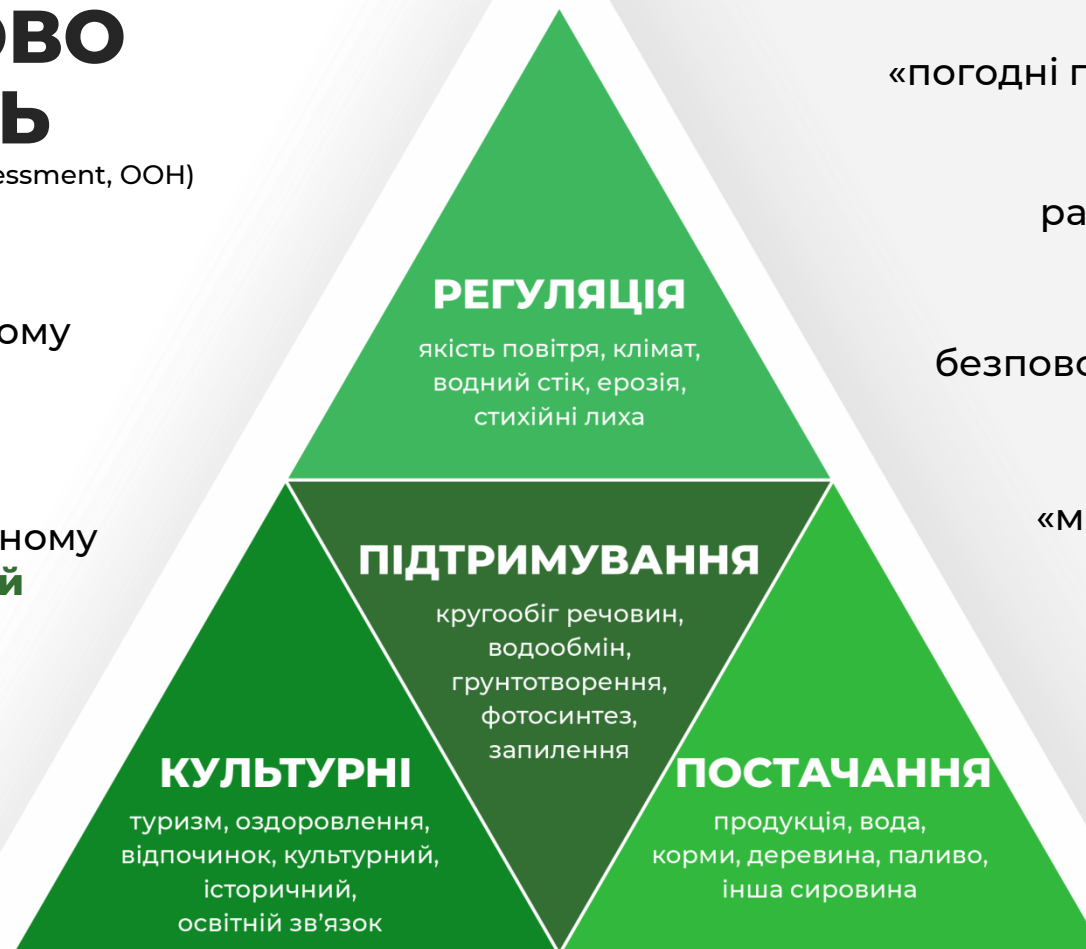 ОВО
Ь
essment, ООН)
ому
ному
й
«погодні п
ра
безпово
«м
РЕГУЛЯЦІЯ
якість повітря, клімат,
водний стік, ерозія,
стихійні лиха
ПІДТРИМУВАННЯ
кругообіг речовин,
водообмін,
грунтотворення,
фотосинтез,
запилення
КУЛЬТУРНІ
туризм, оздоровлення,
відпочинок, культурний,
історичний,
освітній зв’язок
ПОСТАЧАННЯ
продукція, вода,
корми, деревина, паливо,
інша сировина